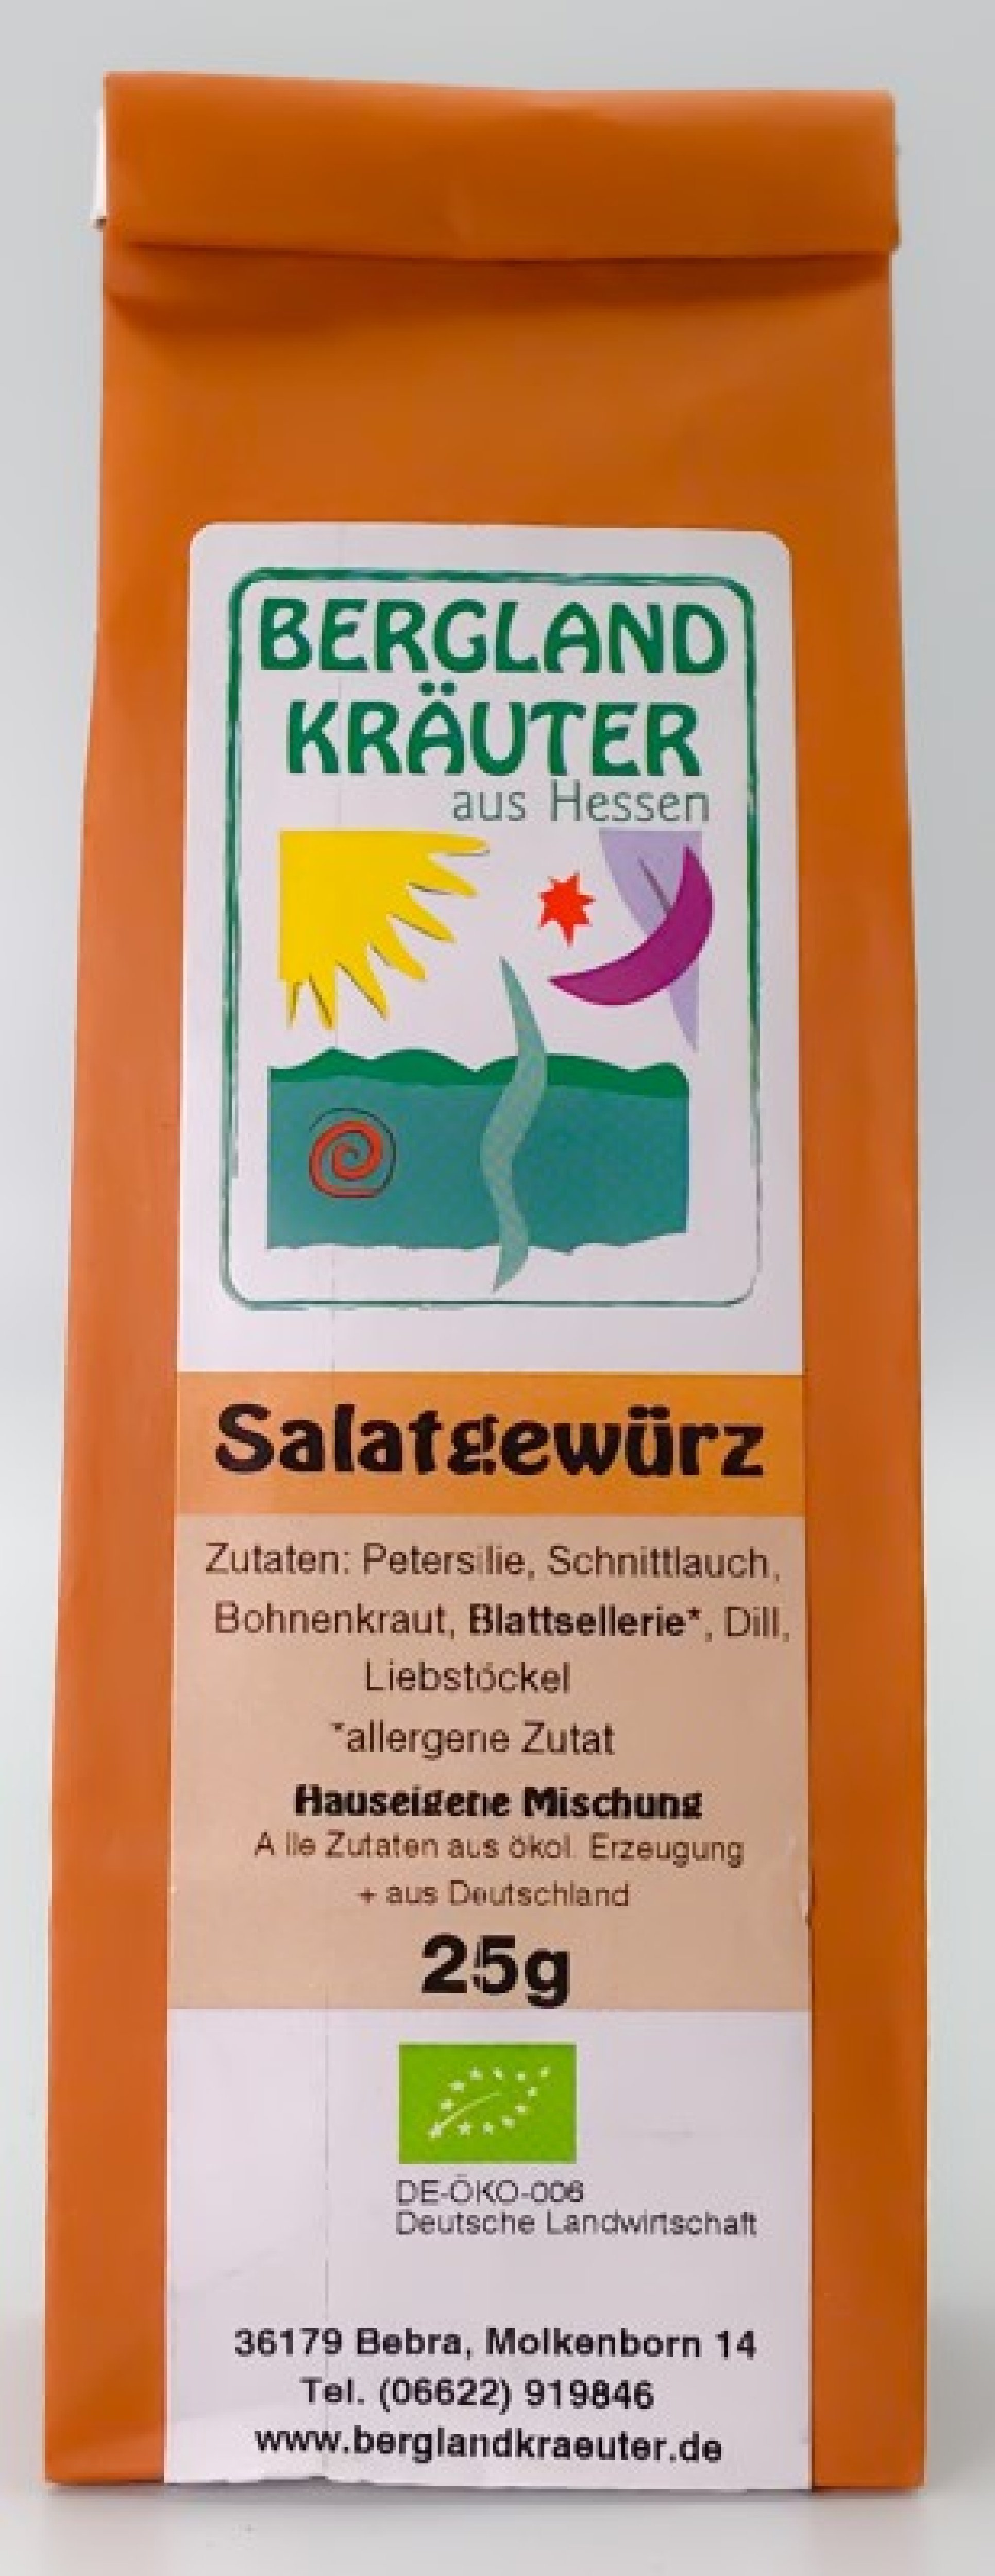 BERGLAND
KRÄUTER
aus Hessen
Salatgewürz
Zutaten: Petersilie, Schnittlauch,
Bohnenkraut, Blattsellerie*, Dill,
Liebstöckel
*allergene Zutat
Hauseigene Mischung
A lle Zutaten aus ökol. Erzeugung
+ aus Deutschland
25g
DE-ÖKO-006
Deutsche Landwirtschaft
36179 Bebra, Molkenborn 14
Tel. (06622) 919846
www.berglandkraeuter.de